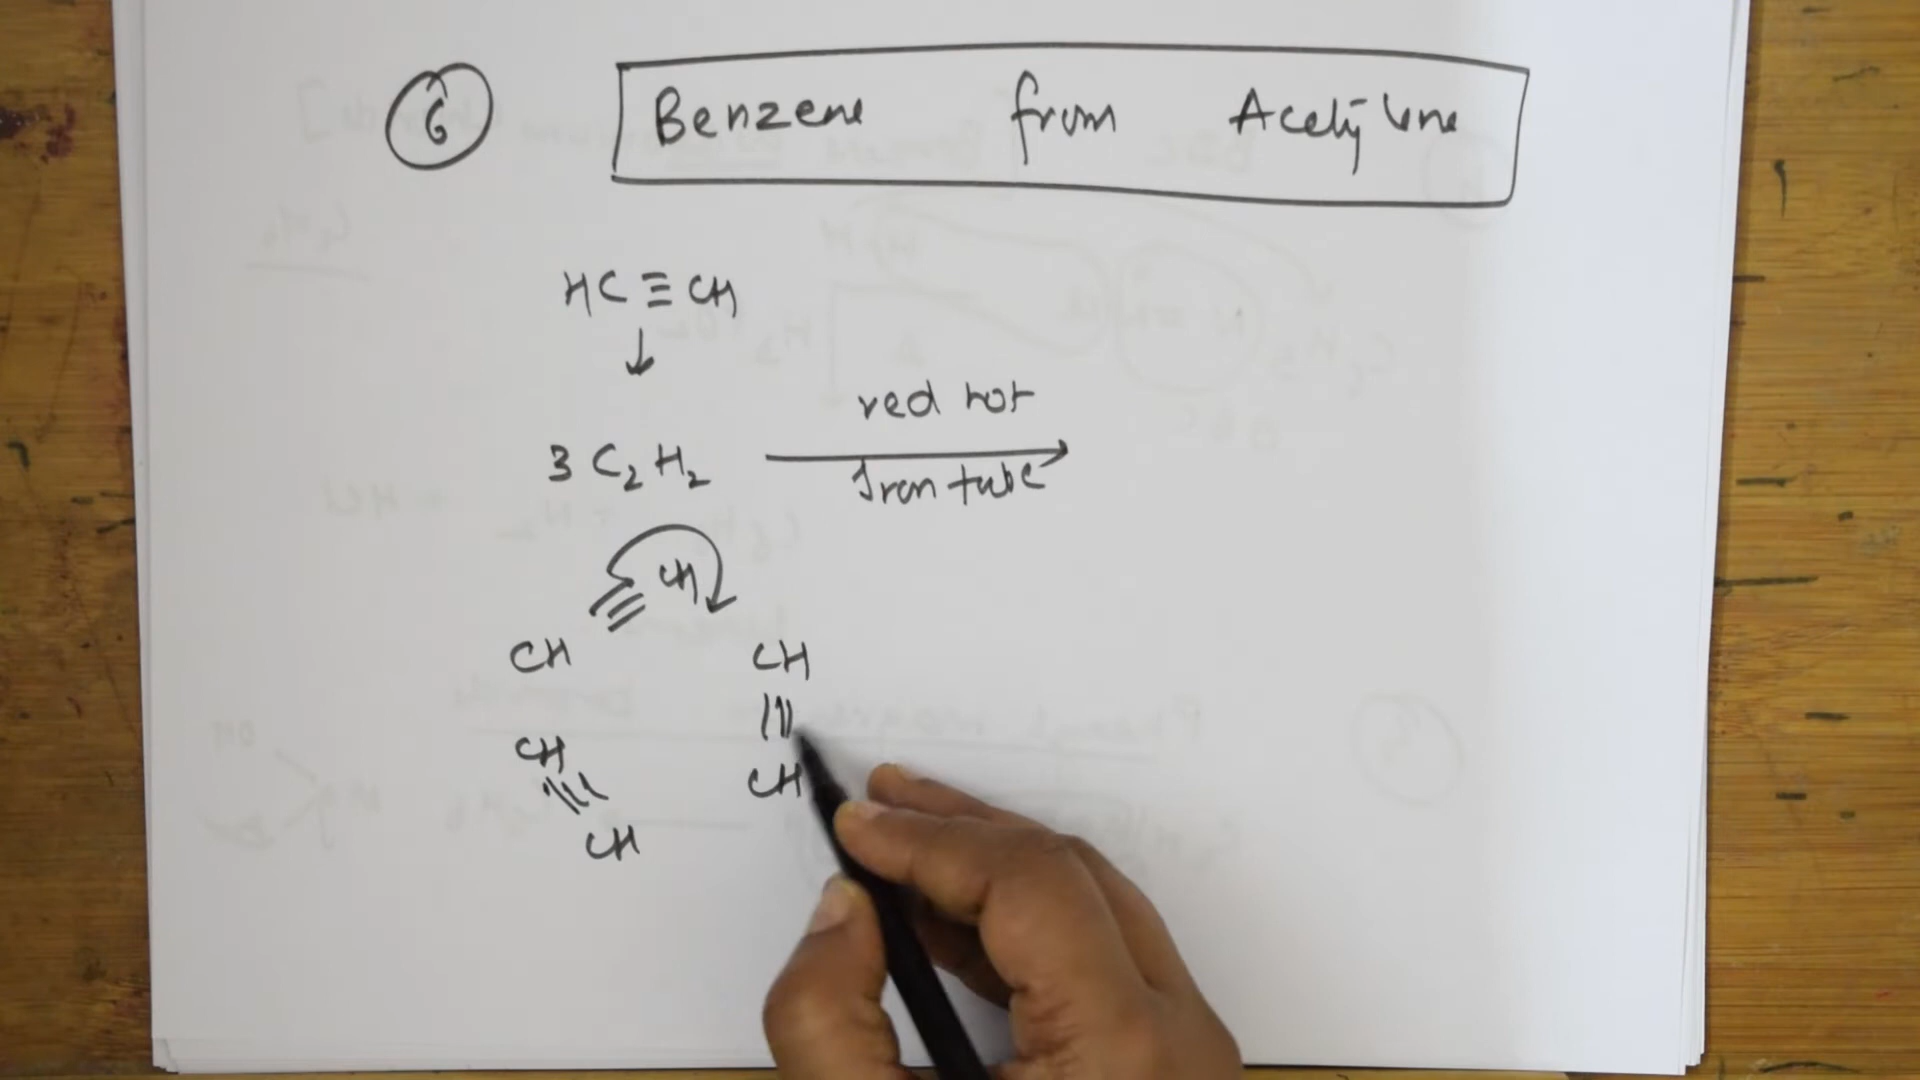 6 Benzene from Acetylene
HC ≡ CH
↓
red hot
3 C₂H₂ →
Iron tube
CH
CH CH
CH CH
CH